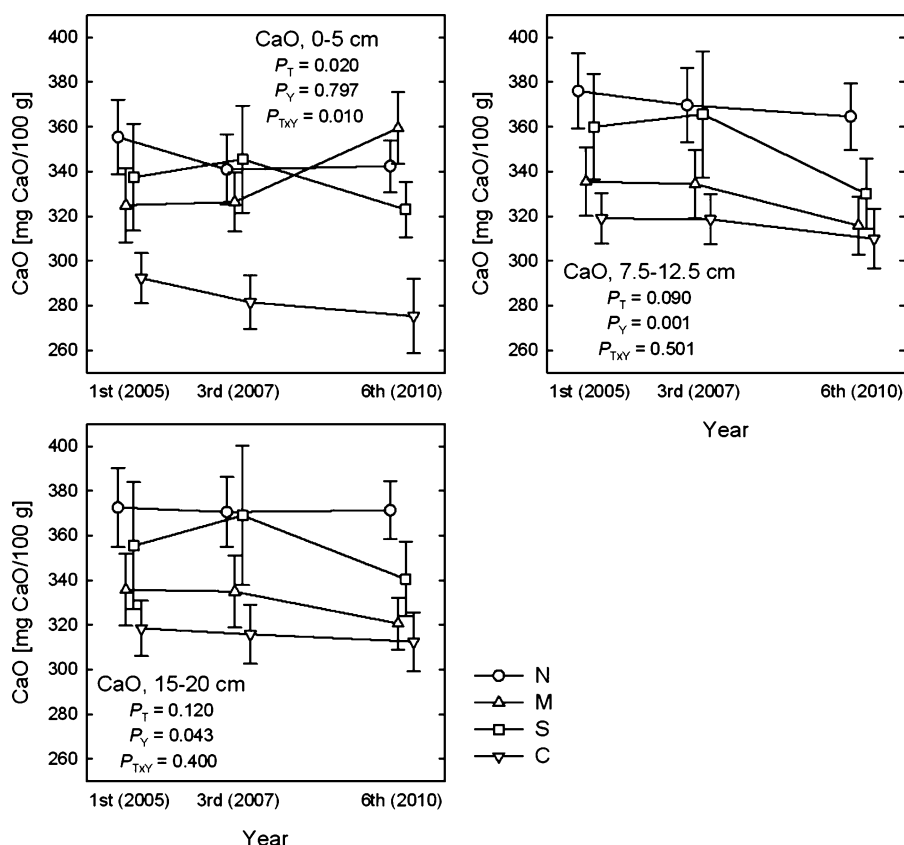 CaO [mg CaO/100 g]
400
380
360
340
320
300
280
260
CaO, 0-5 cm
P_T = 0.020
P_Y = 0.797
P_TxY = 0.010
1st (2005) 3rd (2007) 6th (2010)
CaO [mg CaO/100 g]
400
380
360
340
320
300
280
260
CaO, 7.5-12.5 cm
P_T = 0.090
P_Y = 0.001
P_TxY = 0.501
1st (2005) 3rd (2007) 6th (2010)
Year
CaO [mg CaO/100 g]
400
380
360
340
320
300
280
260
CaO, 15-20 cm
P_T = 0.120
P_Y = 0.043
P_TxY = 0.400
1st (2005) 3rd (2007) 6th (2010)
Year
N
M
S
C